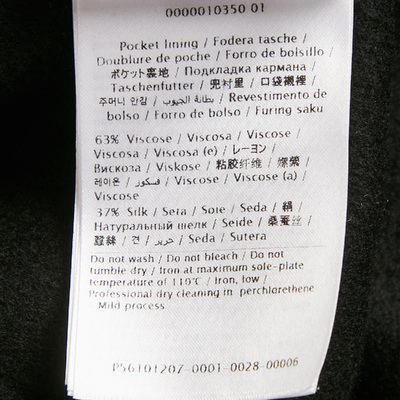 0000010350 01
Pocket lining / Fodera tasche /
Doublure de poche / Forro de bolsillo /
ポケット裏地 / Подкладка кармана /
Taschenfutter / 兜衬里 / 口袋襯裡 /
주머니 안감 / بطانة الجيوب / Revestimento de
bolso / Forro do bolso / Furing saku
63% Viscose / Viscosa / Viscose /
Viscosa / Viscosa (e) / レーヨン /
Вискоза / Viskose / 粘胶纤维 / 嫘縈 /
레이온 / فسكوز / Viscose / Viscose (a) /
Viscose
37% Silk / Seta / Soie / Seda / 絹 /
Натуральный шелк / Seide / 桑蚕丝 /
蠶絲 / 견 / حرير / Seda / Sutera
Do not wash / Do not bleach / Do not
tumble dry / Iron at maximum sole-plate
temperature of 110°C / Iron, low /
Professional dry cleaning in perchlorethene
Mild process
P56101207-0001-0028-00006